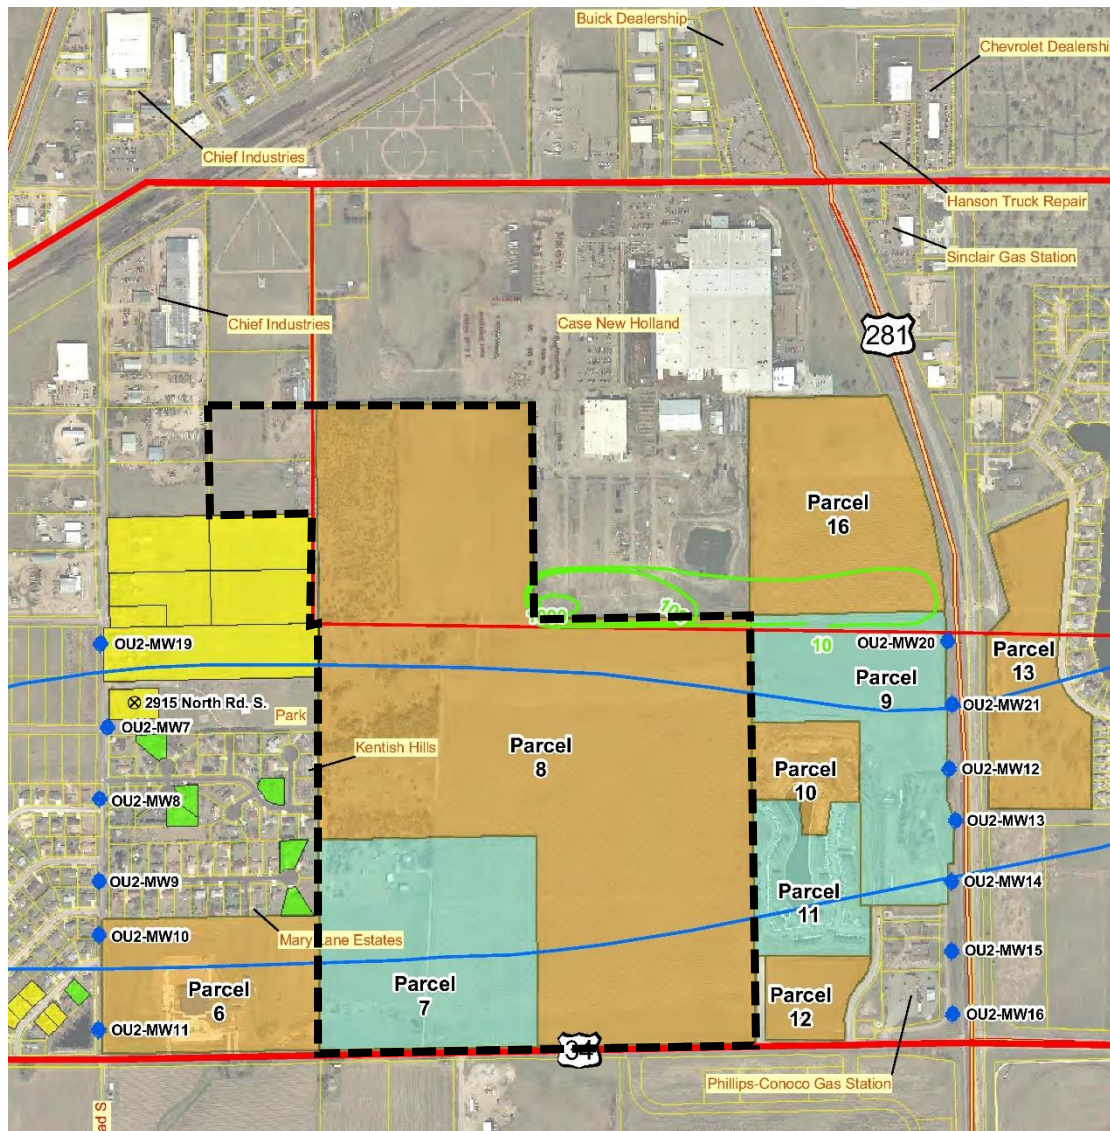 Buick Dealership
Chevrolet Dealershi
Chief Industries
Hanson Truck Repair
Sinclair Gas Station
Chief Industries
Case New Holland
281
Parcel
16
100
10
OU2-MW19
OU2-MW20
Parcel
13
Parcel
9
2915 North Rd. S.
OU2-MW21
Park
OU2-MW7
Kentish Hills
Parcel
8
Parcel
10
OU2-MW12
OU2-MW8
OU2-MW13
OU2-MW9
OU2-MW14
Parcel
11
OU2-MW10
Mary Lane Estates
OU2-MW15
Parcel
6
Parcel
7
Parcel
12
OU2-MW16
OU2-MW11
34
Phillips-Conoco Gas Station
ad S